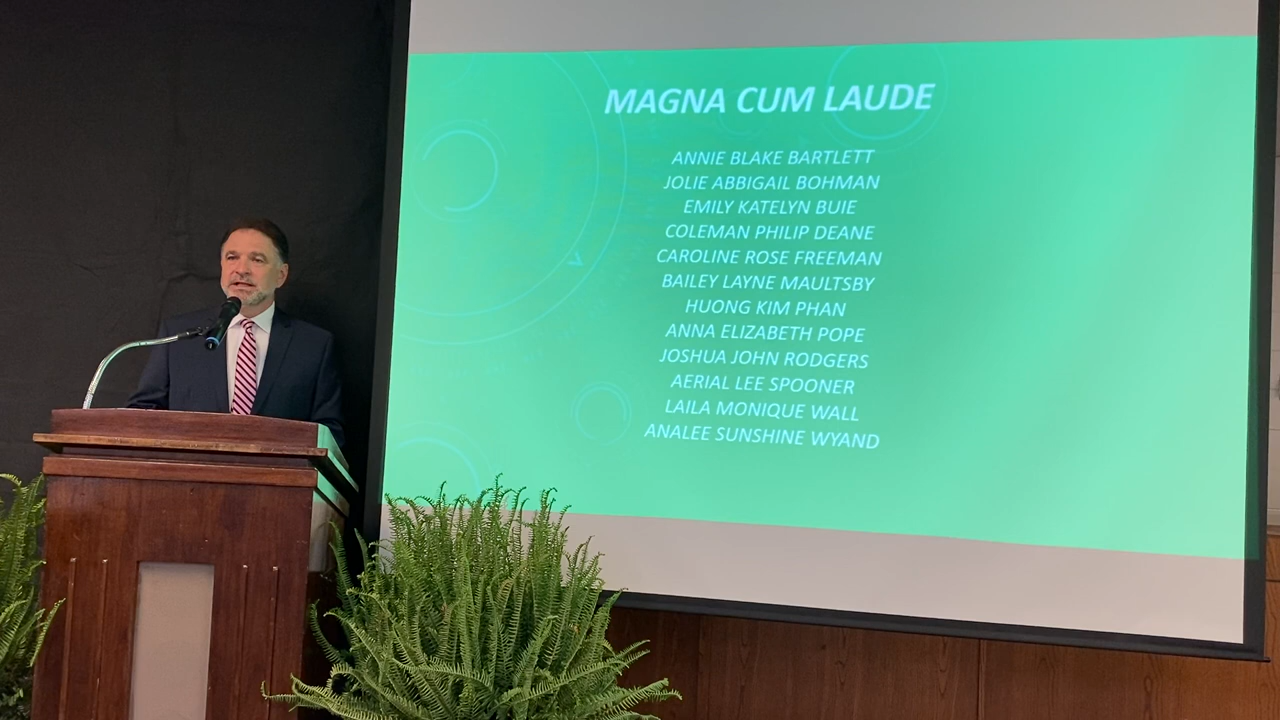 MAGNA CUM LAUDE
ANNIE BLAKE BARTLETT
JOLIE ABBIGAIL BOHMAN
EMILY KATELYN BUIE
COLEMAN PHILIP DEANE
CAROLINE ROSE FREEMAN
BAILEY LAYNE MAULTSBY
HUONG KIM PHAN
ANNA ELIZABETH POPE
JOSHUA JOHN RODGERS
AERIAL LEE SPOONER
LAILA MONIQUE WALL
ANALEE SUNSHINE WYAND